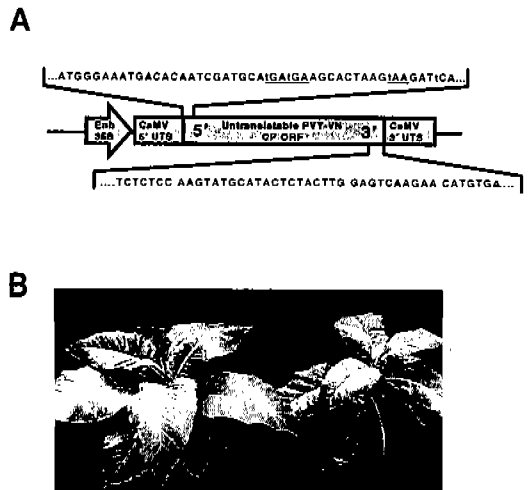 A
...ATGGGAAATGACACAATCGATGCAtGAtgAAGCACTAAGtAAGATtCA...
Enh 35S
CaMV 5' UTS
5' Untranslatable PVY-VN CP ORF 3'
CaMV 3' UTS
....TCTCTCC AAGTATGCATACTCTACTTG GAGTCAAGAA CATGTGA....
B